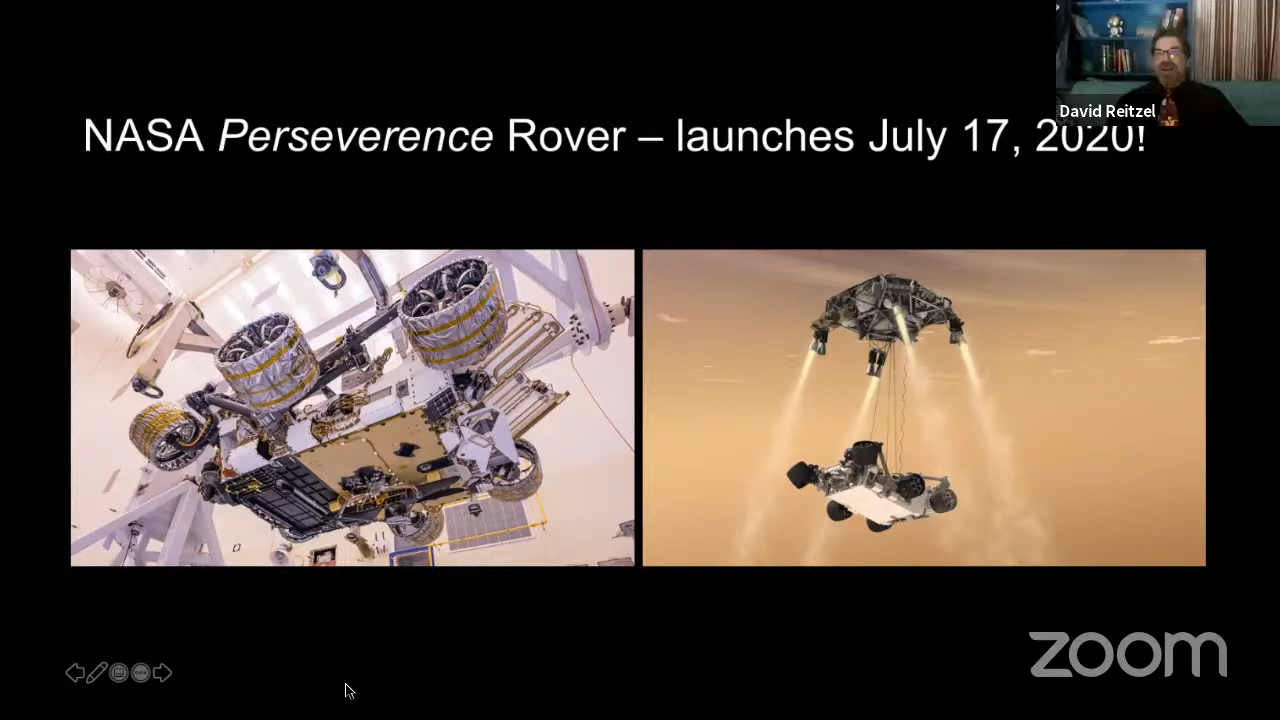 David Reitzel
NASA Perseverence Rover – launches July 17, 2020!
zoom